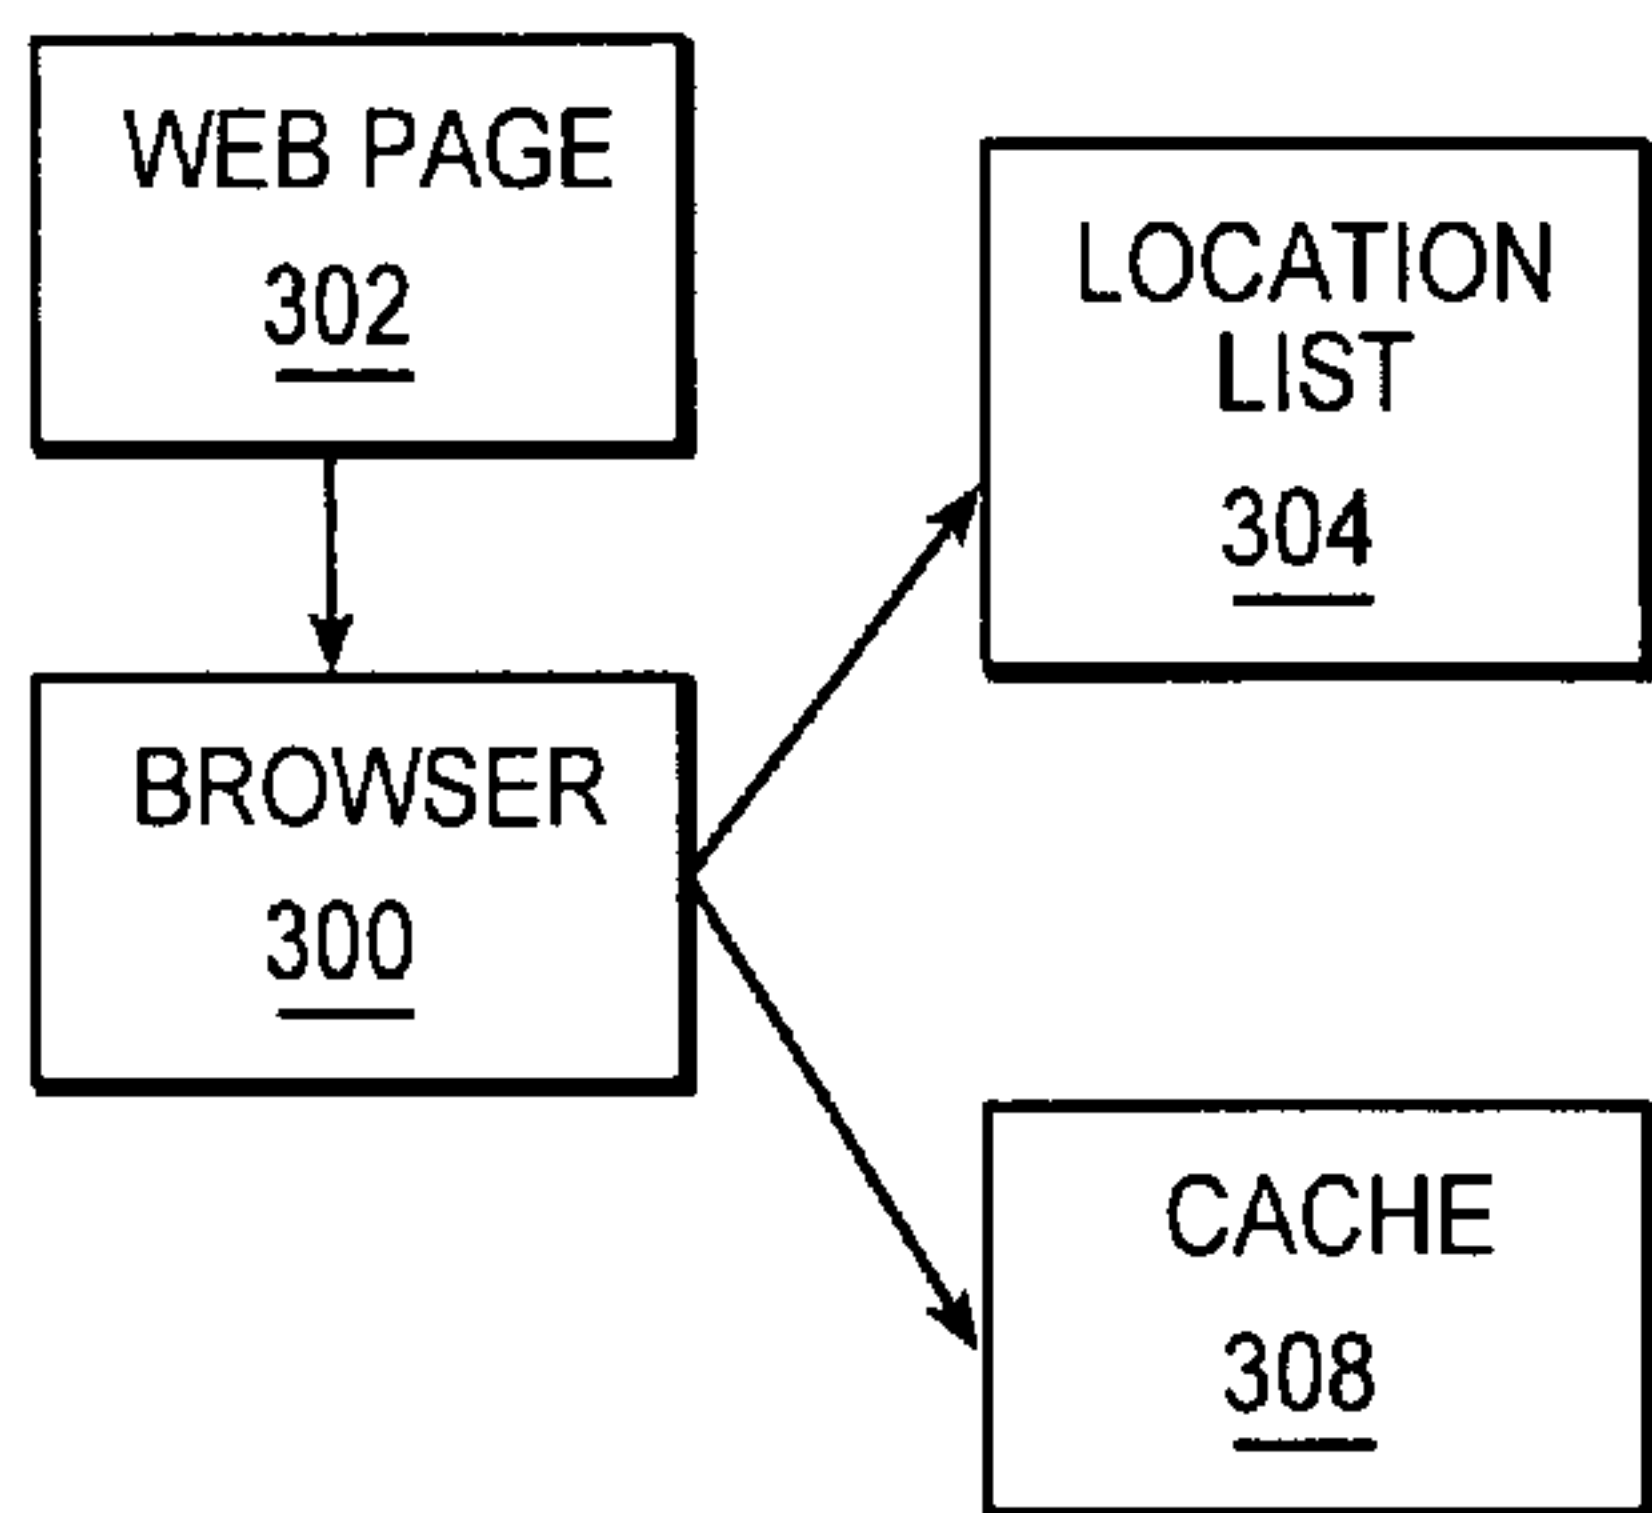 WEB PAGE
302
LOCATION
LIST
304
BROWSER
300
CACHE
308